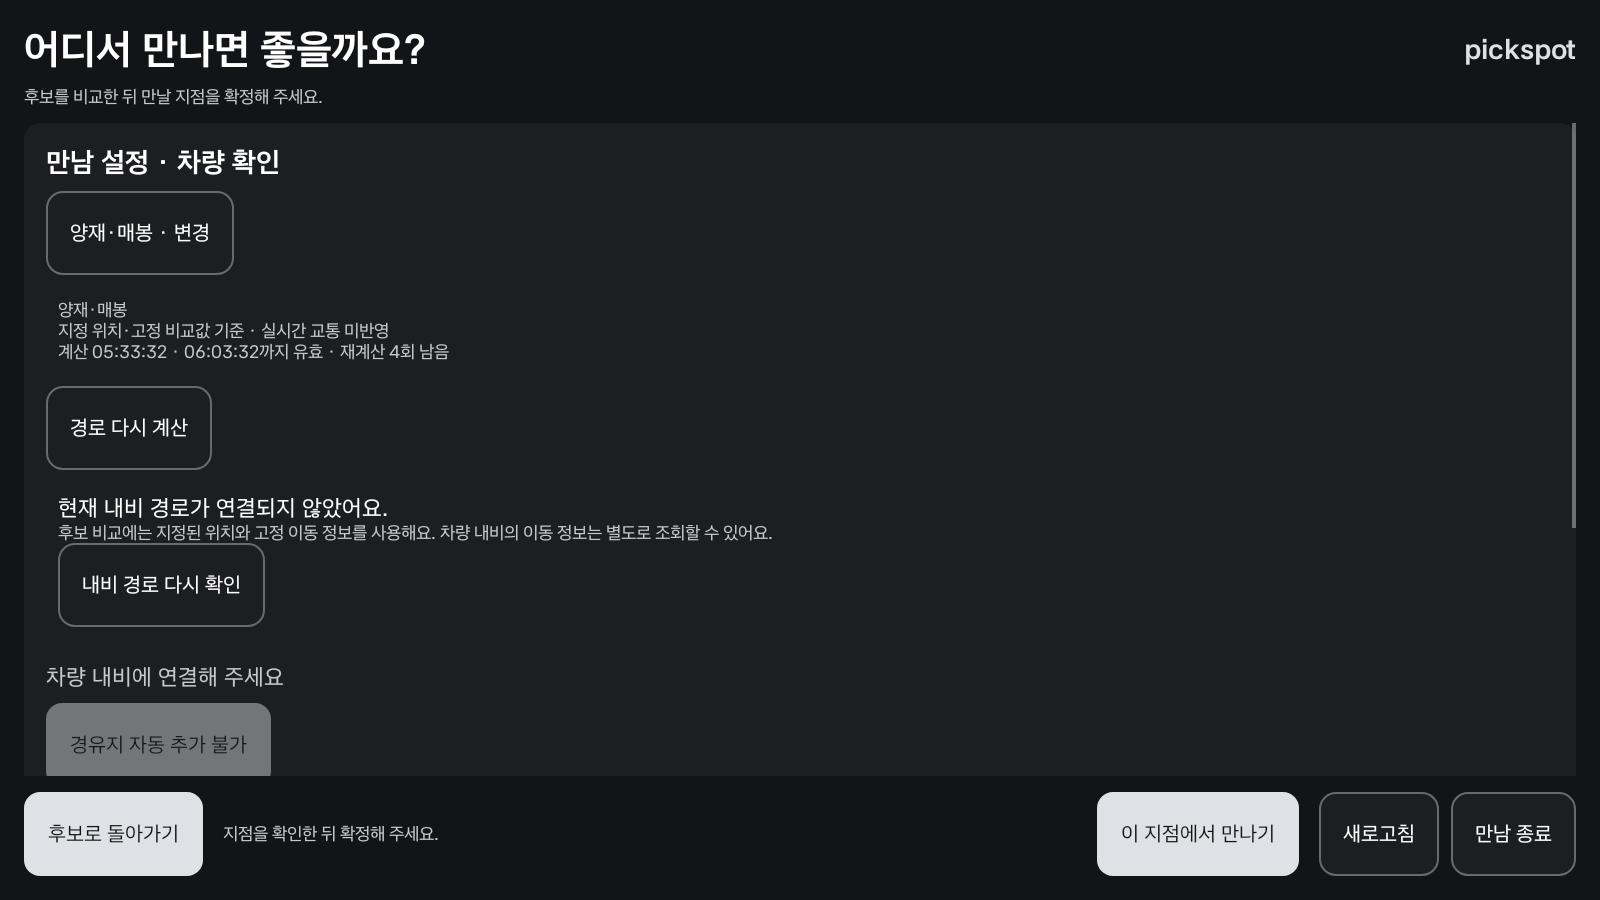 어디서 만나면 좋을까요?
pickspot
후보를 비교한 뒤 만날 지점을 확정해 주세요.
만남 설정 · 차량 확인
양재·매봉 · 변경
양재·매봉
지정 위치·고정 비교값 기준 · 실시간 교통 미반영
계산 05:33:32 · 06:03:32까지 유효 · 재계산 4회 남음
경로 다시 계산
현재 내비 경로가 연결되지 않았어요.
후보 비교에는 지정된 위치와 고정 이동 정보를 사용해요. 차량 내비의 이동 정보는 별도로 조회할 수 있어요.
내비 경로 다시 확인
차량 내비에 연결해 주세요
경유지 자동 추가 불가
후보로 돌아가기
지점을 확인한 뒤 확정해 주세요.
이 지점에서 만나기
새로고침
만남 종료